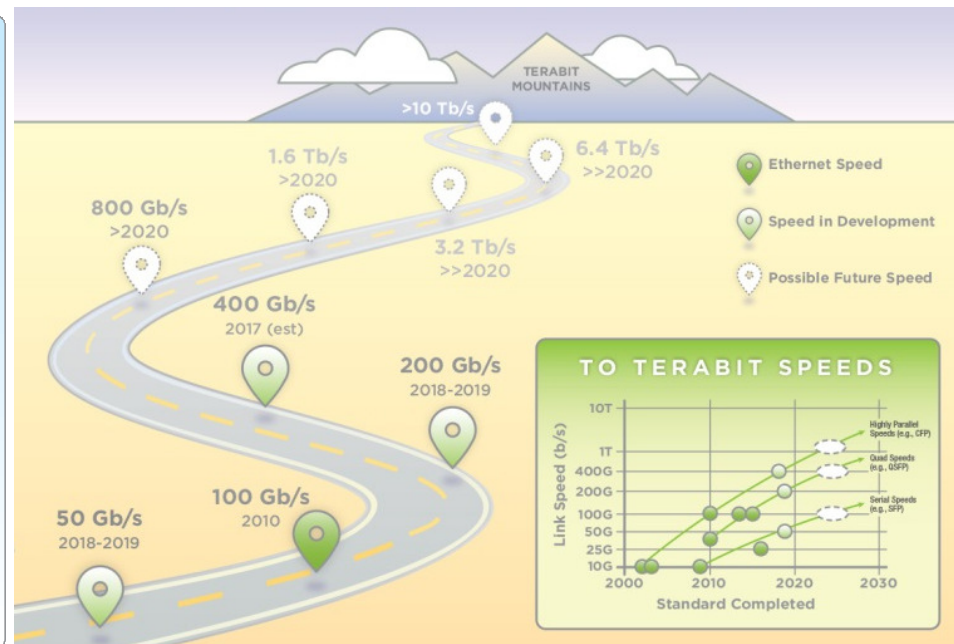 TERABIT
MOUNTAINS
>10 Tb/s
1.6 Tb/s
>2020
6.4 Tb/s
>>2020
Ethernet Speed
800 Gb/s
>2020
Speed in Development
3.2 Tb/s
>>2020
Possible Future Speed
400 Gb/s
2017 (est)
200 Gb/s
2018-2019
100 Gb/s
2010
50 Gb/s
2018-2019
TO TERABIT SPEEDS
Link Speed (b/s)
10T
1T
400G
200G
100G
50G
25G
10G
Highly Parallel
Speeds (e.g., CFP)
Quad Speeds
(e.g., QSFP)
Serial Speeds
(e.g., SFP)
2000
2010
2020
2030
Standard Completed